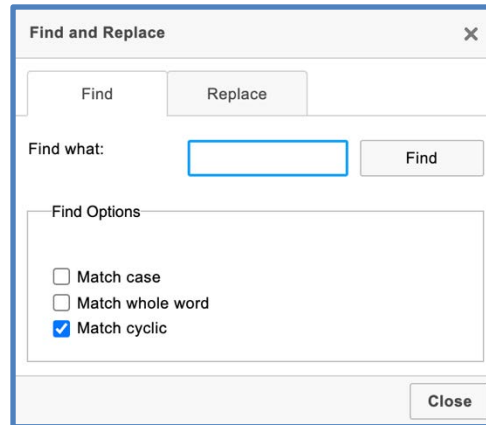 Find and Replace
Find Replace
Find what: Find
Find Options
Match case
Match whole word
Match cyclic
Close